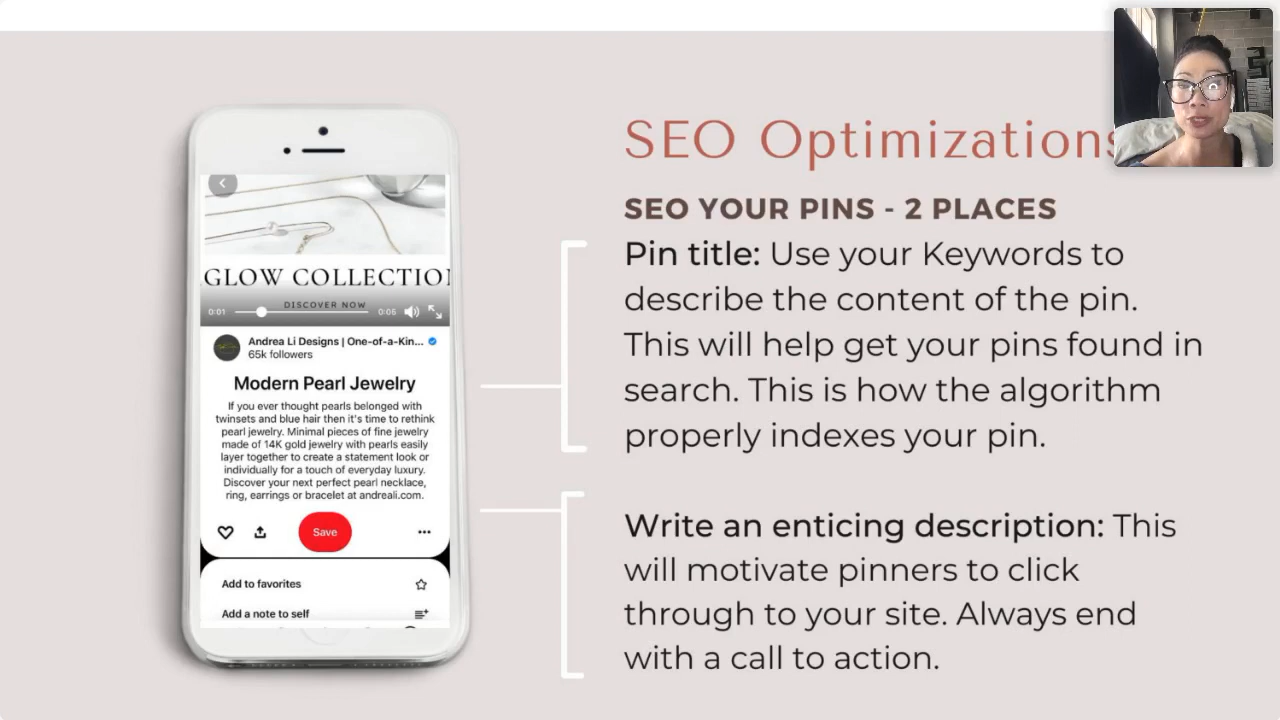 GLOW COLLECTION
DISCOVER NOW
0:01
0:06
Andrea Li Designs | One-of-a-Kin...
65k followers
Modern Pearl Jewelry
If you ever thought pearls belonged with
twinsets and blue hair then it's time to rethink
pearl jewelry. Minimal pieces of fine jewelry
made of 14K gold jewelry with pearls easily
layer together to create a statement look or
individually for a touch of everyday luxury.
Discover your next perfect pearl necklace,
ring, earrings or bracelet at andreali.com.
Save
Add to favorites
Add a note to self
SEO Optimizations
SEO YOUR PINS - 2 PLACES
Pin title: Use your Keywords to
describe the content of the pin.
This will help get your pins found in
search. This is how the algorithm
properly indexes your pin.
Write an enticing description: This
will motivate pinners to click
through to your site. Always end
with a call to action.